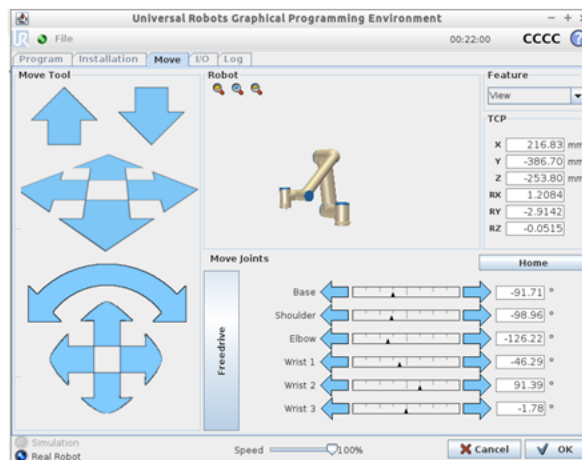 Universal Robots Graphical Programming Environment
File
00:22:00
CCCC
?
Program
Installation
Move
I/O
Log
Move Tool
Robot
Feature
View
TCP
X 216.83 mm
Y -386.70 mm
Z -253.80 mm
RX 1.2084
RY -2.9142
RZ -0.0515
Move Joints
Home
Freedrive
Base -91.71 °
Shoulder -98.96 °
Elbow -126.22 °
Wrist 1 -46.29 °
Wrist 2 91.39 °
Wrist 3 -1.78 °
Simulation
Real Robot
Speed 100%
Cancel
OK